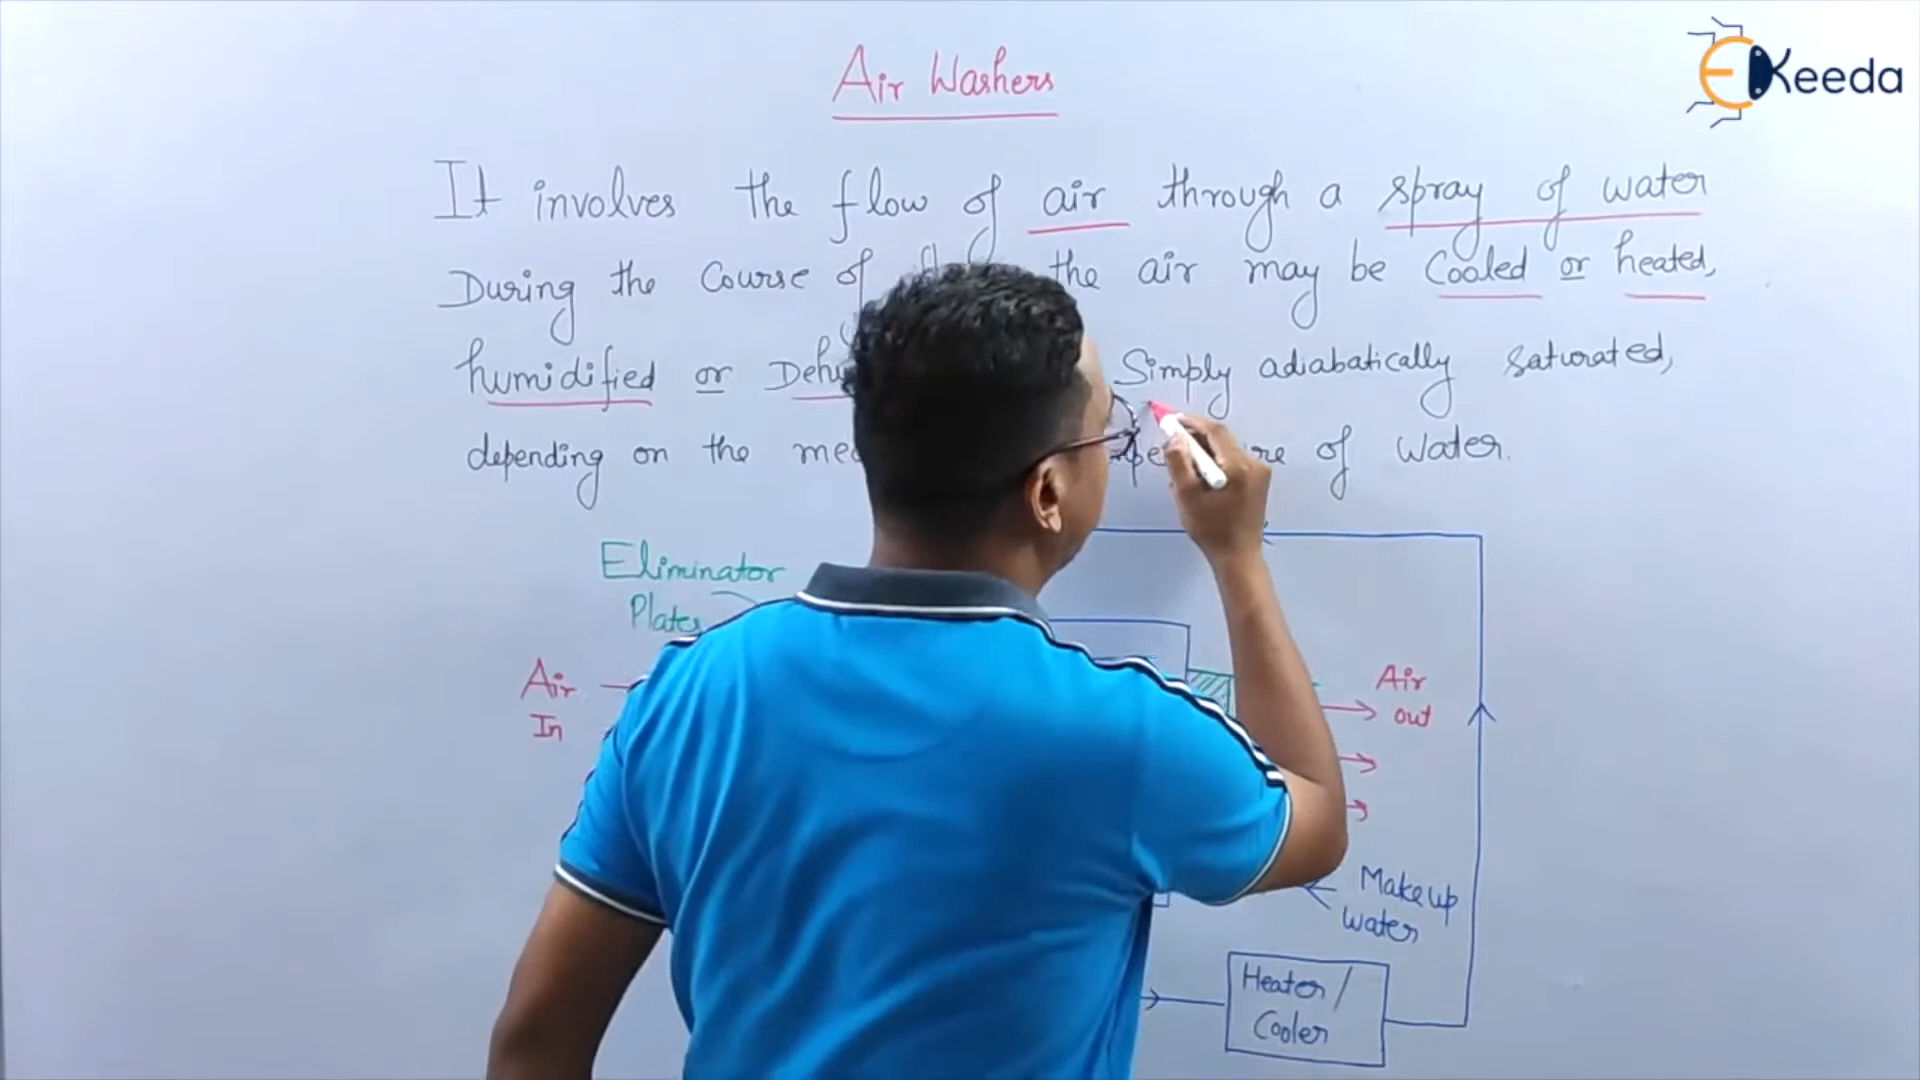 Air Washers
EKeeda
It involves the flow of air through a spray of water
During the Course of the air may be Cooled or heated,
humidified or Dehu Simply adiabatically saturated,
depending on the of Water.
Eliminator
Plates
Air
In
Air
out
Makeup
Water
Heater/
Cooler